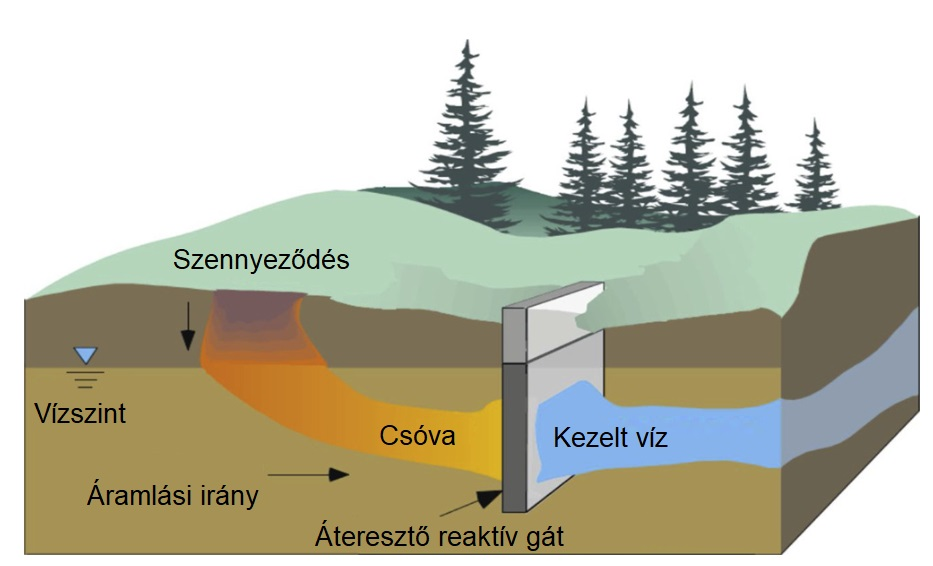 Szennyeződés
Vízszint
Csóva
Kezelt víz
Áramlási irány
Áteresztő reaktív gát